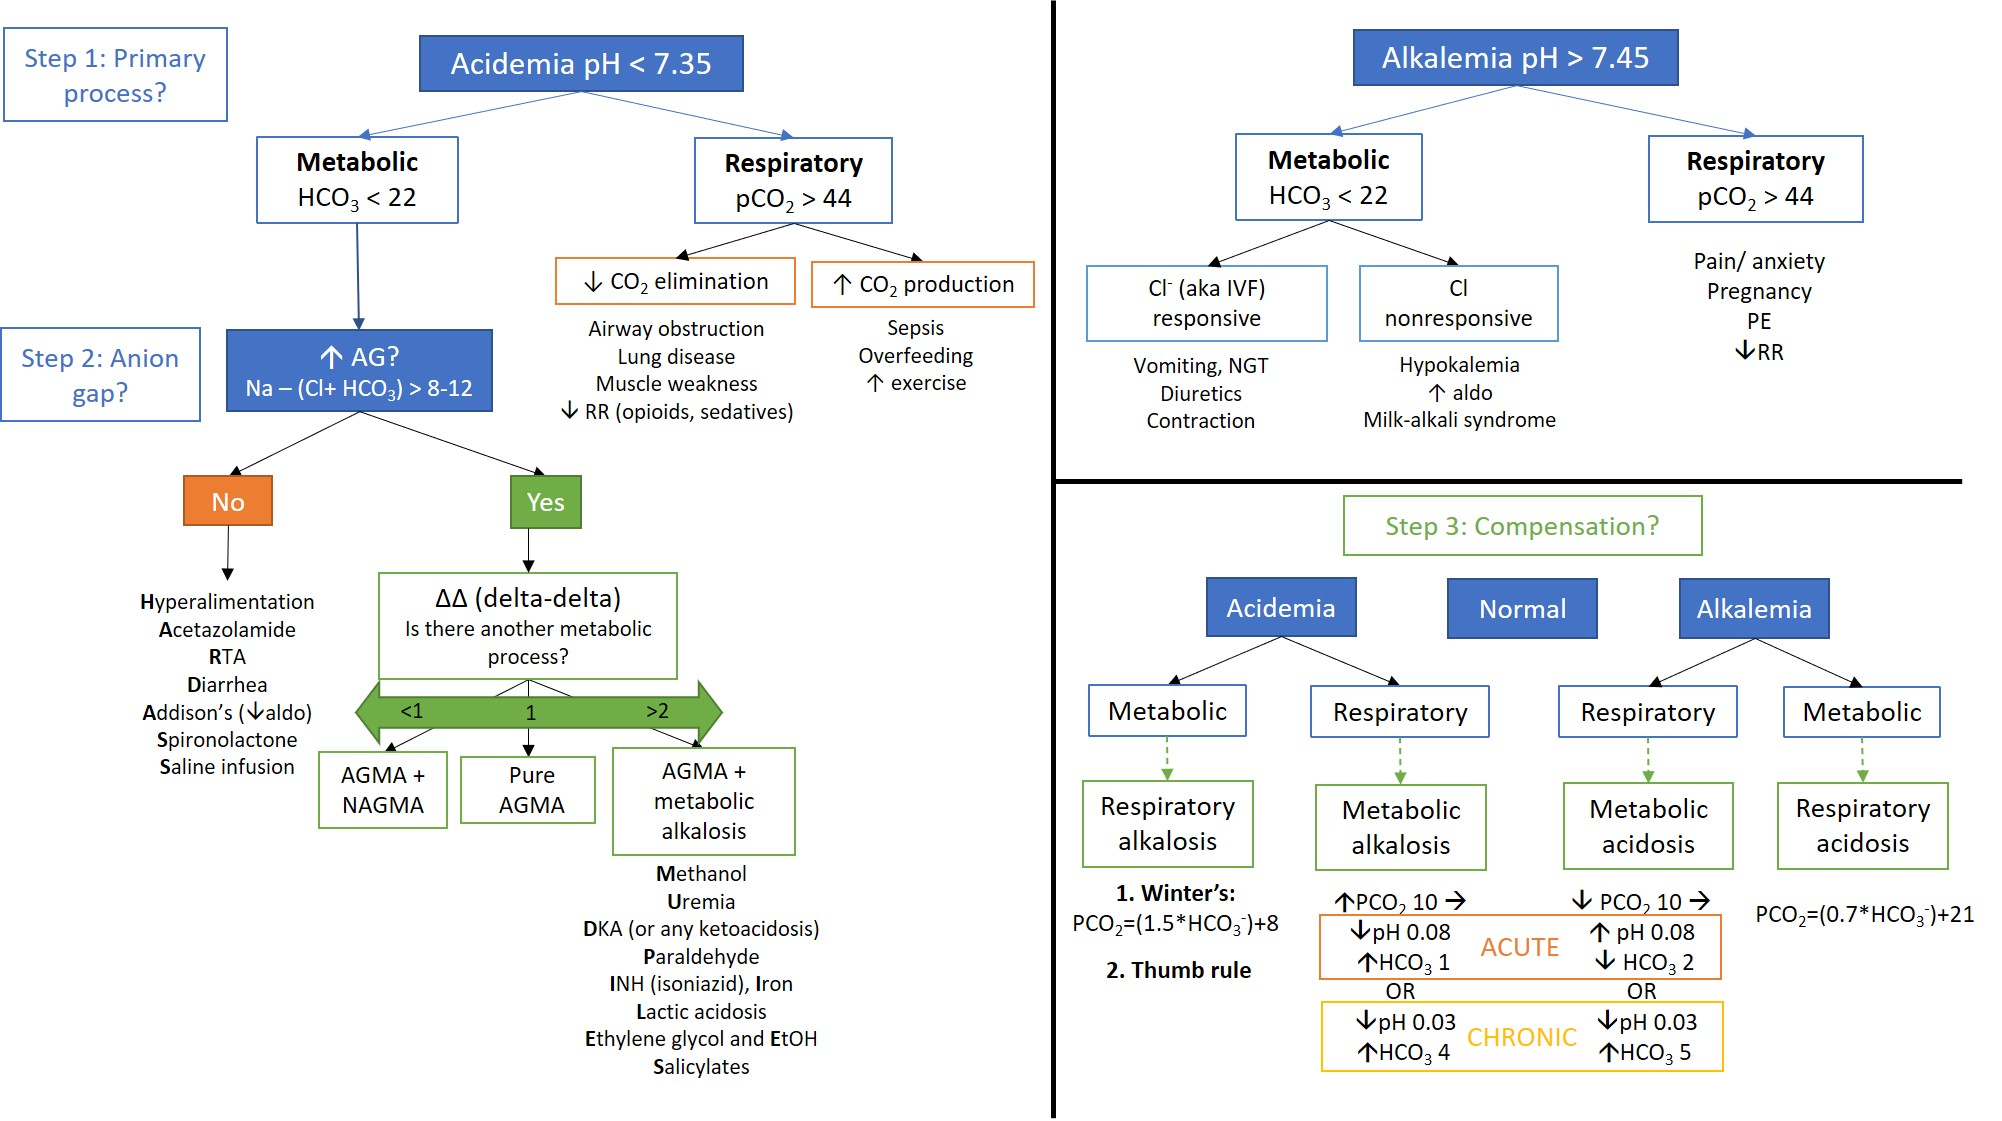 Step 1: Primary
process?
Acidemia pH < 7.35
Metabolic
HCO₃ < 22
Respiratory
pCO₂ > 44
↓ CO₂ elimination
Airway obstruction
Lung disease
Muscle weakness
↓ RR (opioids, sedatives)
↑ CO₂ production
Sepsis
Overfeeding
↑ exercise
Step 2: Anion
gap?
↑ AG?
Na – (Cl+ HCO₃) > 8-12
No
Yes
Hyperalimentation
Acetazolamide
RTA
Diarrhea
Addison's (↓aldo)
Spironolactone
Saline infusion
ΔΔ (delta-delta)
Is there another metabolic
process?
<1
1
>2
AGMA +
NAGMA
Pure
AGMA
AGMA +
metabolic
alkalosis
Methanol
Uremia
DKA (or any ketoacidosis)
Paraldehyde
INH (isoniazid), Iron
Lactic acidosis
Ethylene glycol and EtOH
Salicylates
Alkalemia pH > 7.45
Metabolic
HCO₃ < 22
Respiratory
pCO₂ > 44
Cl⁻ (aka IVF)
responsive
Vomiting, NGT
Diuretics
Contraction
Cl
nonresponsive
Hypokalemia
↑ aldo
Milk-alkali syndrome
Pain/ anxiety
Pregnancy
PE
↓RR
Step 3: Compensation?
Acidemia
Normal
Alkalemia
Metabolic
Respiratory
Respiratory
Metabolic
Respiratory
alkalosis
Metabolic
alkalosis
Metabolic
acidosis
Respiratory
acidosis
1. Winter's:
PCO₂=(1.5*HCO₃⁻)+8
2. Thumb rule
↑PCO₂ 10 →
↓pH 0.08
↑HCO₃ 1
OR
↓pH 0.03
↑HCO₃ 4
ACUTE
CHRONIC
↓ PCO₂ 10 →
↑ pH 0.08
↓ HCO₃ 2
OR
↓pH 0.03
↑HCO₃ 5
PCO₂=(0.7*HCO₃⁻)+21